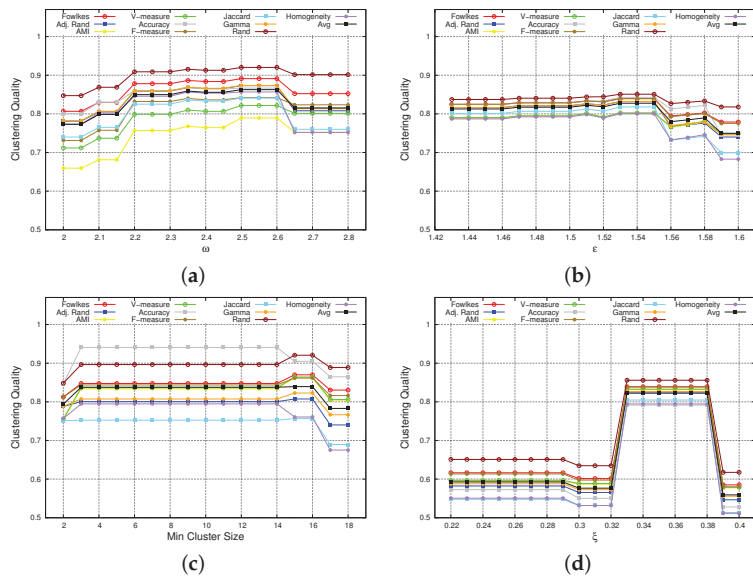 Fowlkes Adj. Rand AMI V-measure Accuracy F-measure Jaccard Gamma Rand Homogeneity Avg
1
0.9
0.8
0.7
0.6
0.5
Clustering Quality
2 2.1 2.2 2.3 2.4 2.5 2.6 2.7 2.8
ω
(a)
Fowlkes Adj. Rand AMI V-measure Accuracy F-measure Jaccard Gamma Rand Homogeneity Avg
1
0.9
0.8
0.7
0.6
0.5
Clustering Quality
1.42 1.44 1.46 1.48 1.5 1.52 1.54 1.56 1.58 1.6
ε
(b)
Fowlkes Adj. Rand AMI V-measure Accuracy F-measure Jaccard Gamma Rand Homogeneity Avg
1
0.9
0.8
0.7
0.6
0.5
Clustering Quality
2 4 6 8 10 12 14 16 18
Min Cluster Size
(c)
Fowlkes Adj. Rand AMI V-measure Accuracy F-measure Jaccard Gamma Rand Homogeneity Avg
1
0.9
0.8
0.7
0.6
0.5
Clustering Quality
0.22 0.24 0.26 0.28 0.3 0.32 0.34 0.36 0.38 0.4
ξ
(d)